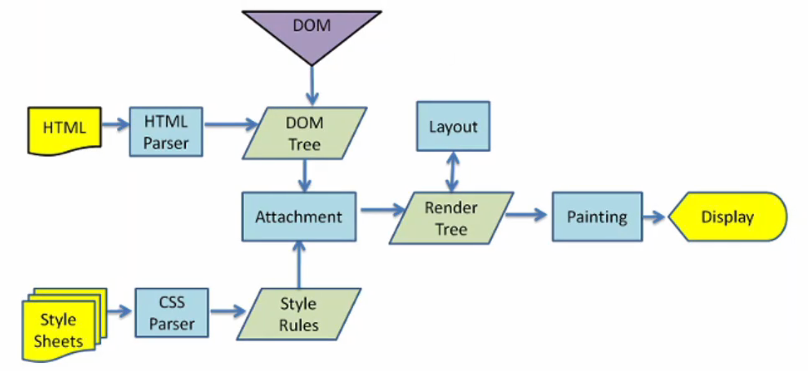 DOM
HTML
HTML
Parser
DOM
Tree
Layout
Attachment
Render
Tree
Painting
Display
Style
Sheets
CSS
Parser
Style
Rules